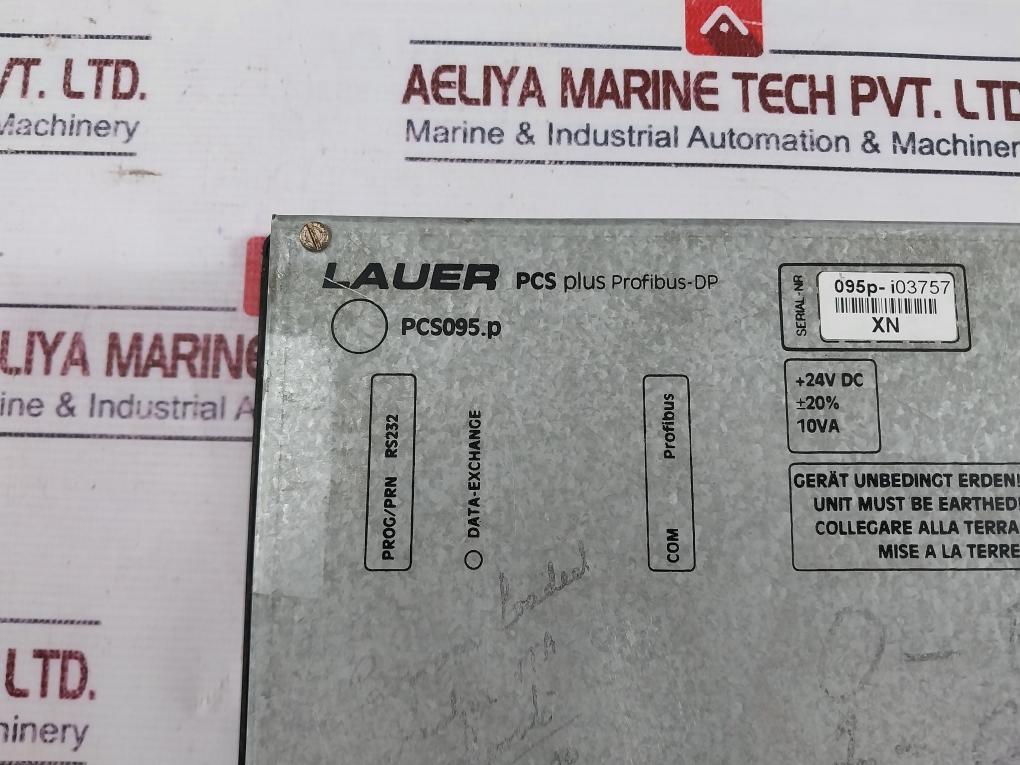 VT. LTD.
Machinery
AELIYA MARINE TECH PVT. LTD
Marine & Industrial Automation & Machiner
LAUER PCS plus Profibus-DP
PCS095.p
SERIAL-NR
095p- i03757
XN
+24V DC
±20%
10VA
LIYA MARINE
ine & Industrial A
PROG/PRN RS232
DATA-EXCHANGE
COM Profibus
GERÄT UNBEDINGT ERDEN!
UNIT MUST BE EARTHED
COLLEGARE ALLA TERRA
MISE A LA TERRE
Loaded
LTD.
hinery